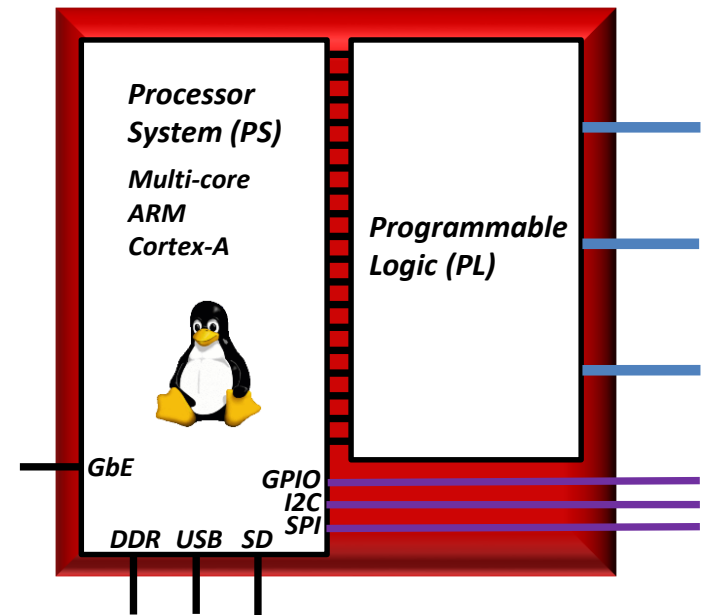 Processor
System (PS)
Multi-core
ARM
Cortex-A
Programmable
Logic (PL)
GbE
GPIO
I2C
SPI
DDR USB SD